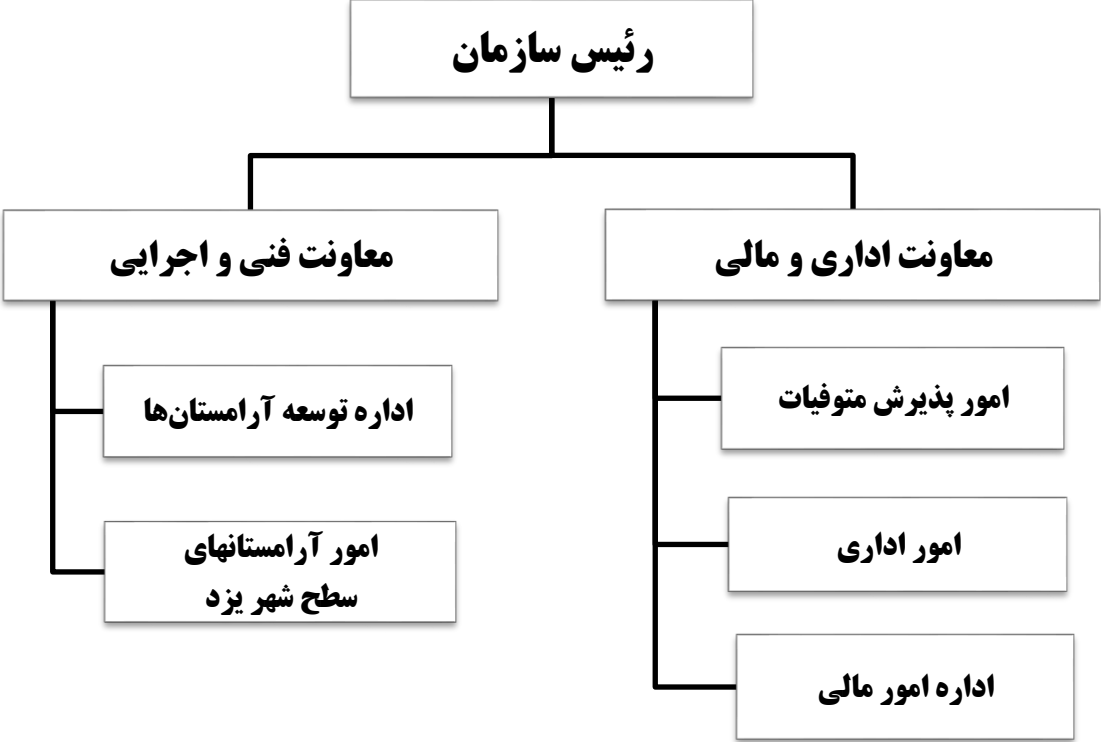 رئیس سازمان
معاونت اداری و مالی
امور پذیرش متوفیات
امور اداری
اداره امور مالی
معاونت فنی و اجرایی
اداره توسعه آرامستان‌ها
امور آرامستانهای
سطح شهر یزد